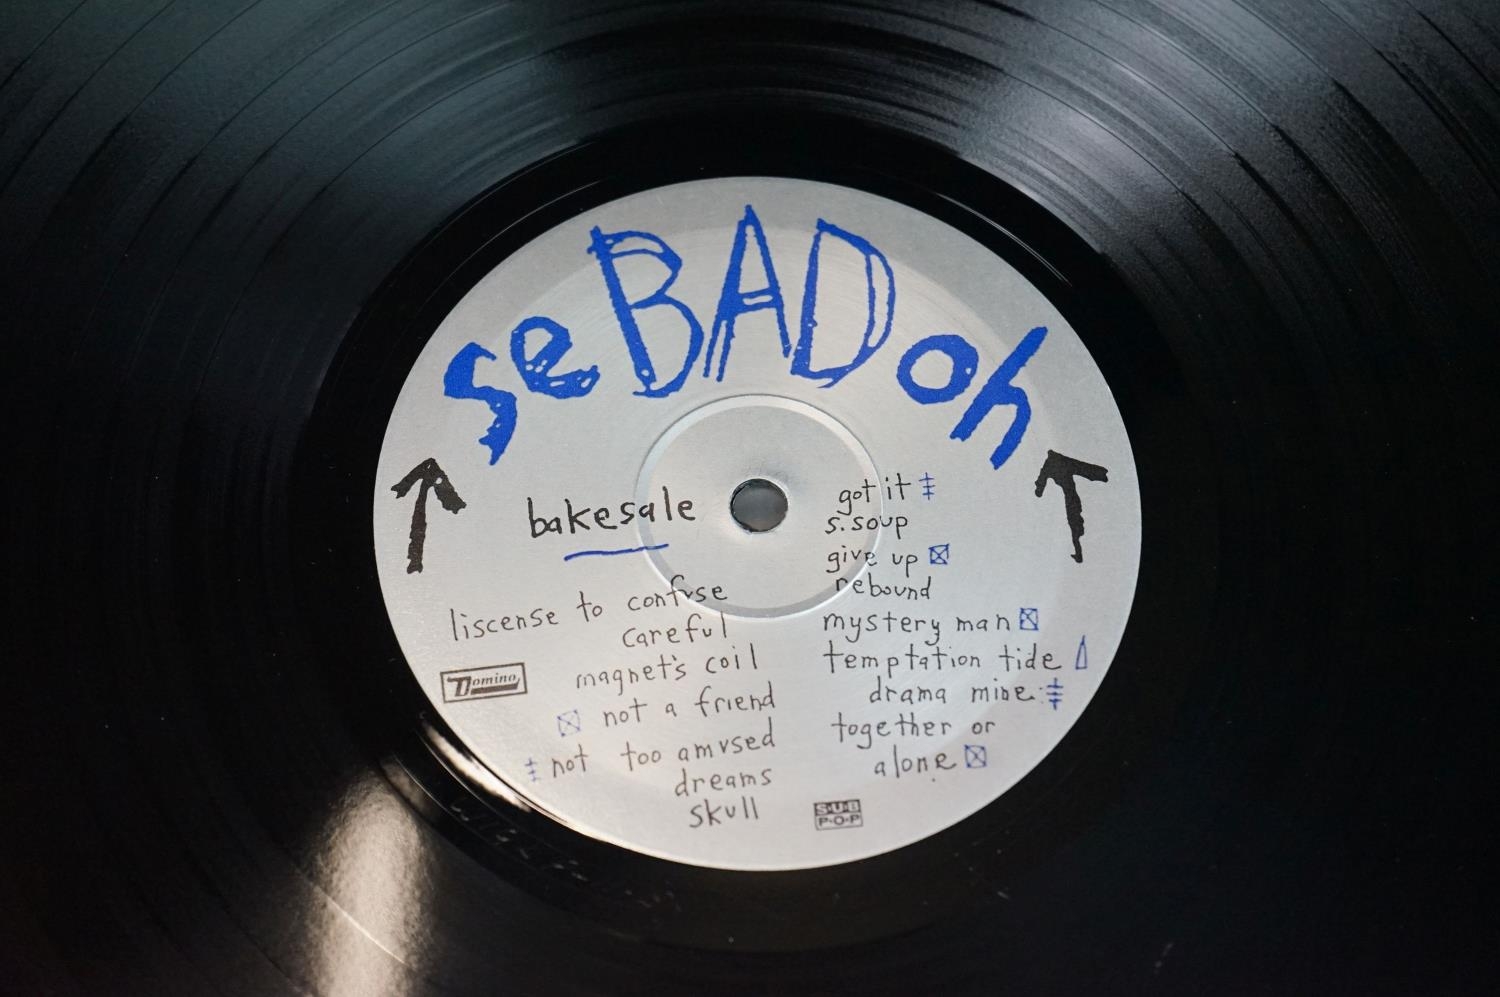 seBADoh
bakesale
liscense to confuse
careful
magnet's coil
not a friend
not too amused
dreams
skull
Domino
got it
s. soup
give up
rebound
mystery man
temptation tide
drama mine
together or
alone
SUB
P·O·P